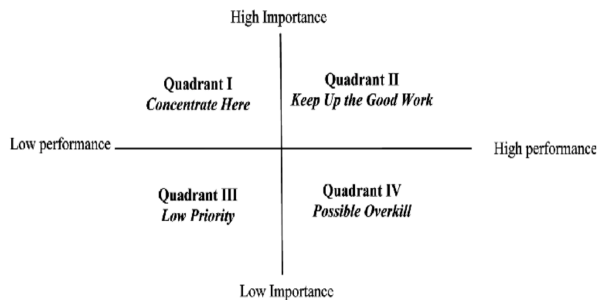 High Importance
Quadrant I
Concentrate Here
Quadrant II
Keep Up the Good Work
Low performance
High performance
Quadrant III
Low Priority
Quadrant IV
Possible Overkill
Low Importance